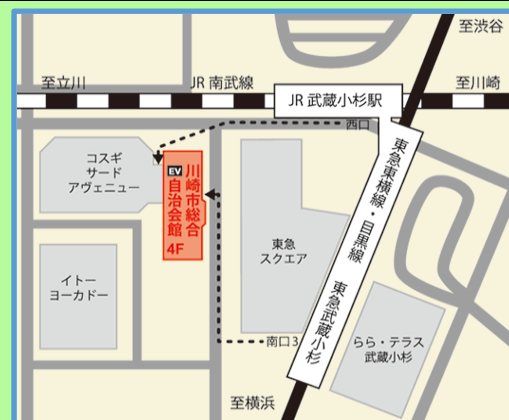 至渋谷
至立川
JR 南武線
JR 武蔵小杉駅
至川崎
西口
コスギ
サード
アヴェニュー
EV
川崎市総合
自治会館
4F
東急東横線・目黒線
東急武蔵小杉
東急
スクエア
イトー
ヨーカドー
南口3
らら・テラス
武蔵小杉
至横浜